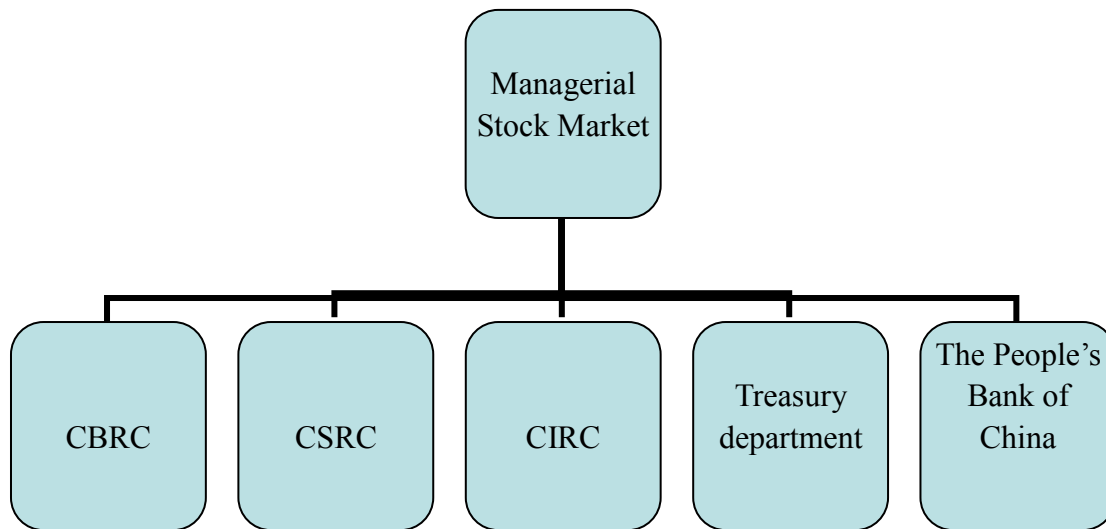 Managerial
Stock Market
CBRC
CSRC
CIRC
Treasury
department
The People’s
Bank of
China